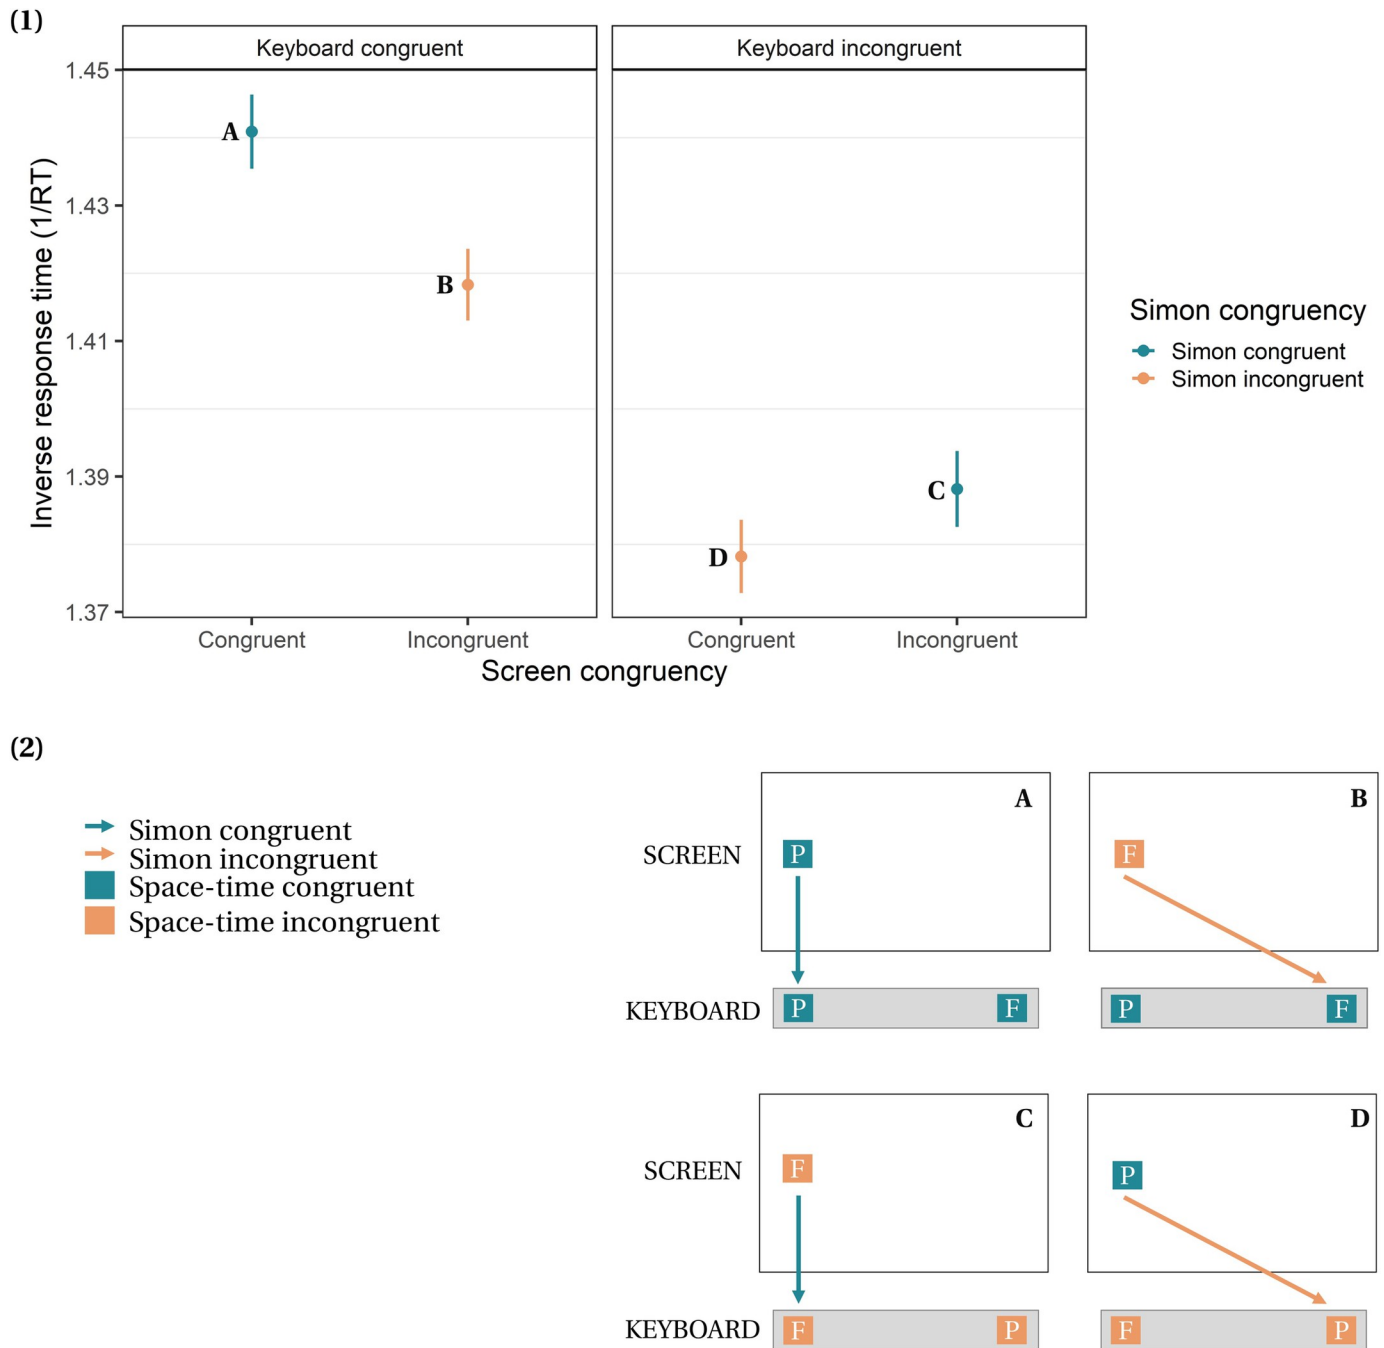 (1)
Keyboard congruent
Keyboard incongruent
1.45
1.43
1.41
1.39
1.37
Inverse response time (1/RT)
A
B
C
D
Congruent
Incongruent
Congruent
Incongruent
Screen congruency
Simon congruency
Simon congruent
Simon incongruent
(2)
Simon congruent
Simon incongruent
Space-time congruent
Space-time incongruent
A
B
SCREEN
P
F
KEYBOARD
P
F
P
F
C
D
SCREEN
F
P
KEYBOARD
F
P
F
P